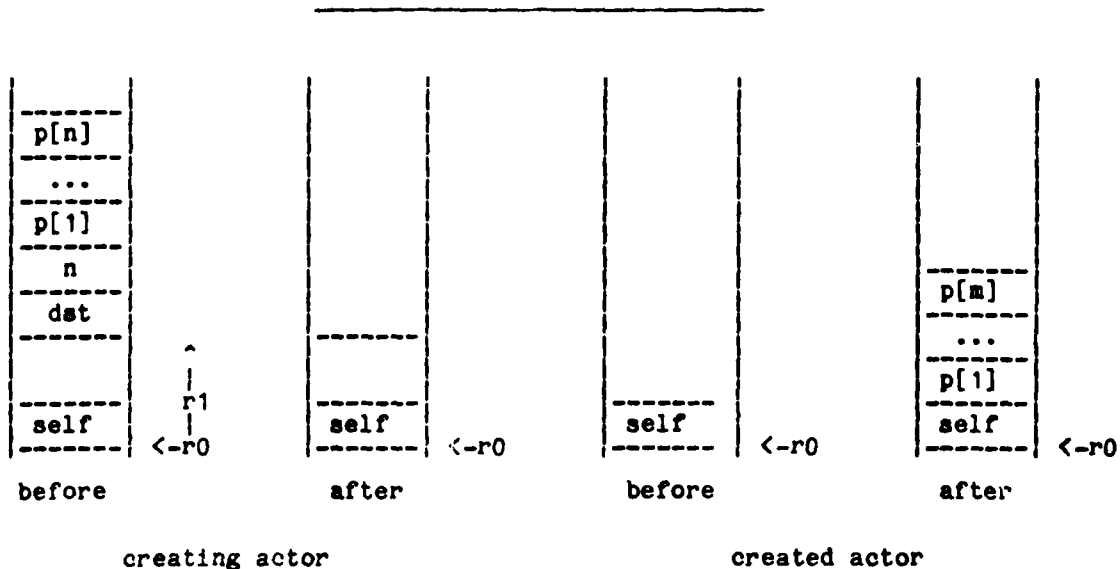 p[n]
...
p[1]
n
dst
p[m]
...
^
p[1]
r1
self self self self
<-r0 <-r0 <-r0 <-r0
before after before after
creating actor created actor